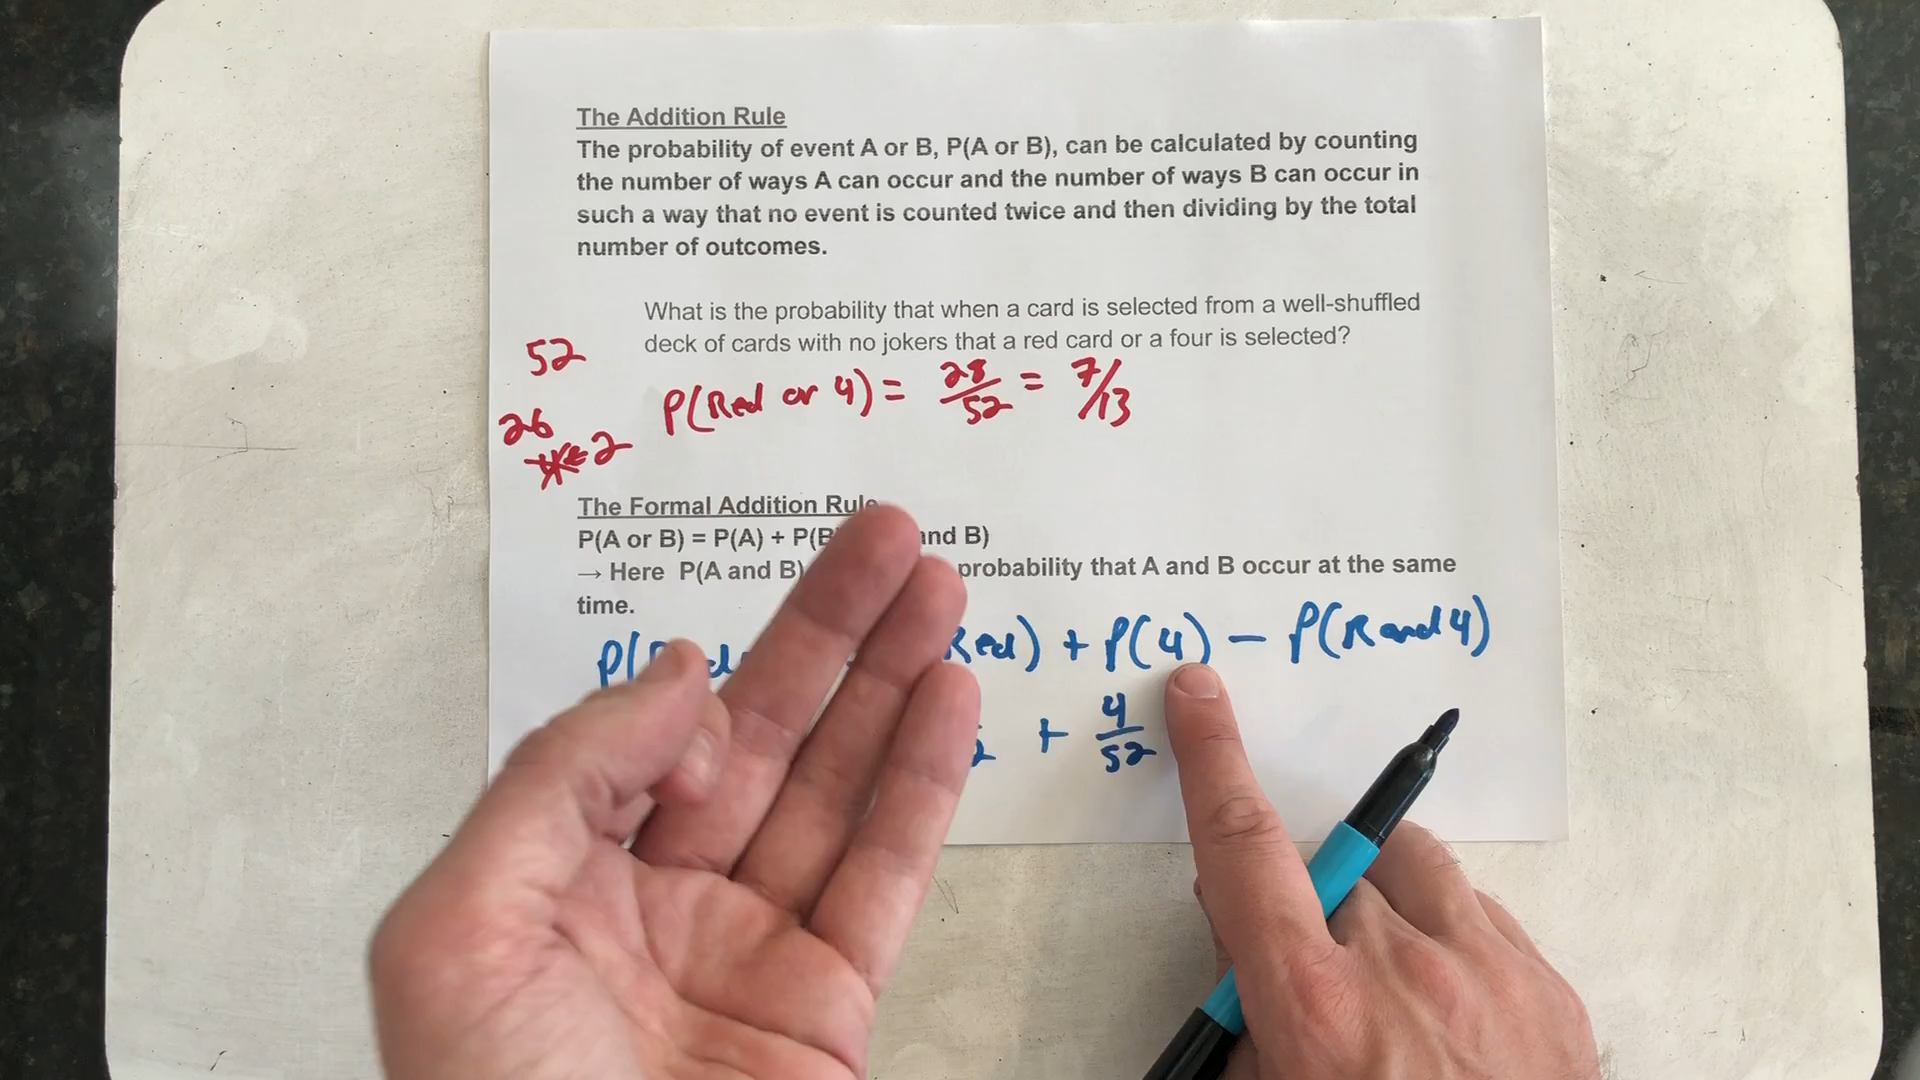 The Addition Rule
The probability of event A or B, P(A or B), can be calculated by counting
the number of ways A can occur and the number of ways B can occur in
such a way that no event is counted twice and then dividing by the total
number of outcomes.
What is the probability that when a card is selected from a well-shuffled
deck of cards with no jokers that a red card or a four is selected?
52
P(Red or 4) = 28/52 = 7/13
26
2
The Formal Addition Rule
P(A or B) = P(A) + P(B and B)
→ Here P(A and B) probability that A and B occur at the same
time.
P( Red) + P(4) - P(R and 4)
+ 4/52